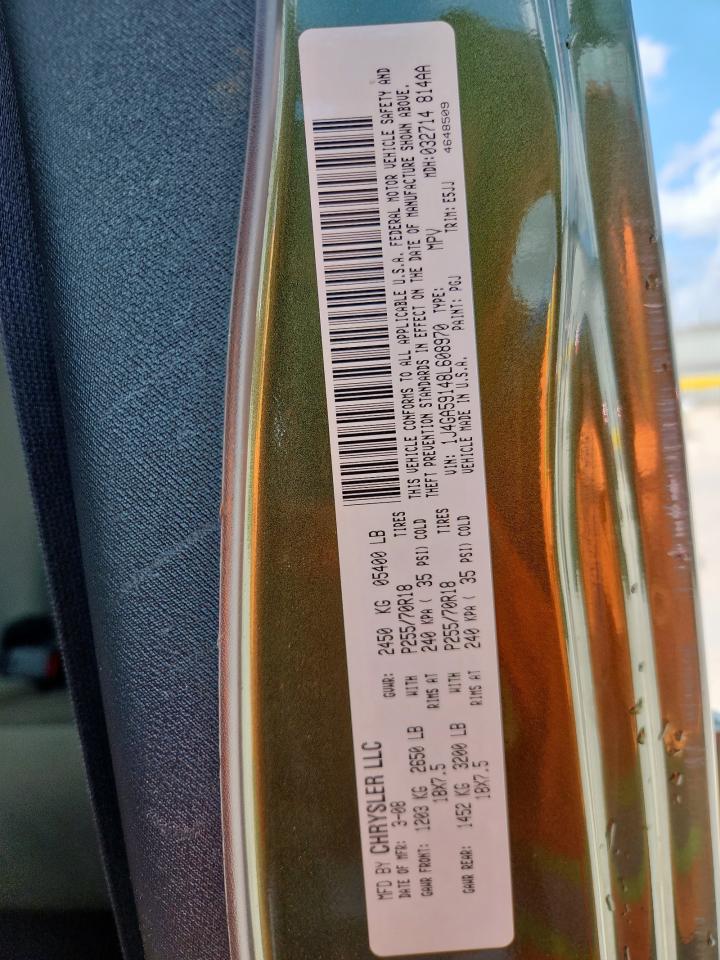 MFD BY CHRYSLER LLC
DATE OF MFR: 3-08 GVWR: 2450 KG 05400 LB
GAWR FRONT: 1203 KG 2650 LB WITH P255/70R18 TIRES
18X7.5 RIMS AT 240 KPA ( 35 PSI) COLD
GAWR REAR: 1452 KG 3200 LB WITH P255/70R18 TIRES
18X7.5 RIMS AT 240 KPA ( 35 PSI) COLD
THIS VEHICLE CONFORMS TO ALL APPLICABLE U.S.A. FEDERAL MOTOR VEHICLE SAFETY AND
THEFT PREVENTION STANDARDS IN EFFECT ON THE DATE OF MANUFACTURE SHOWN ABOVE.
VIN: 1J4GA59148L608970 TYPE: MPV MDH:032714 814AA
VEHICLE MADE IN U.S.A. PAINT: PGJ TRIM: E5JJ 4648509